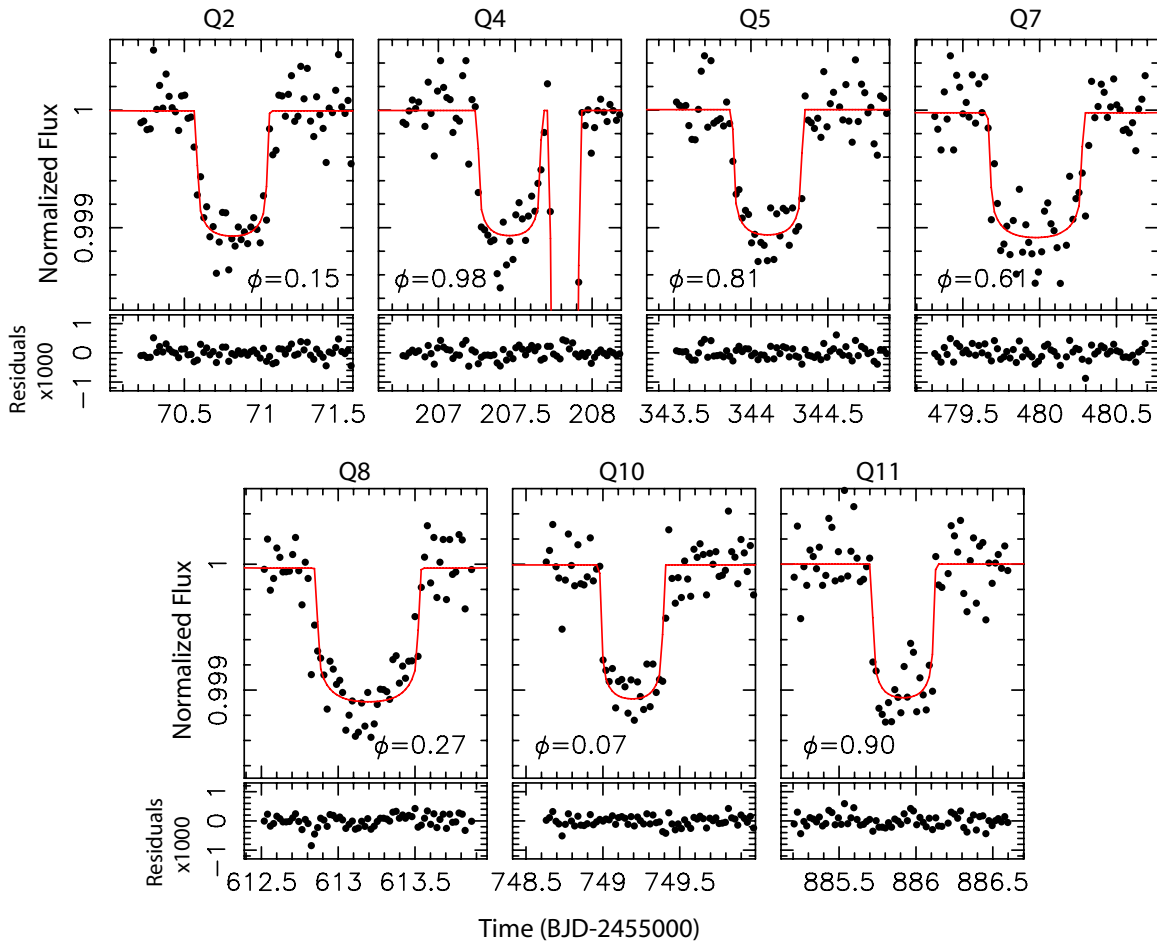 Q2 Q4 Q5 Q7
Normalized Flux
1
0.999
ϕ=0.15 ϕ=0.98 ϕ=0.81 ϕ=0.61
Residuals
x1000
1
0
−1
70.5 71 71.5 207 207.5 208 343.5 344 344.5 479.5 480 480.5
Q8 Q10 Q11
Normalized Flux
1
0.999
ϕ=0.27 ϕ=0.07 ϕ=0.90
Residuals
x1000
1
0
−1
612.5 613 613.5 748.5 749 749.5 885.5 886 886.5
Time (BJD-2455000)